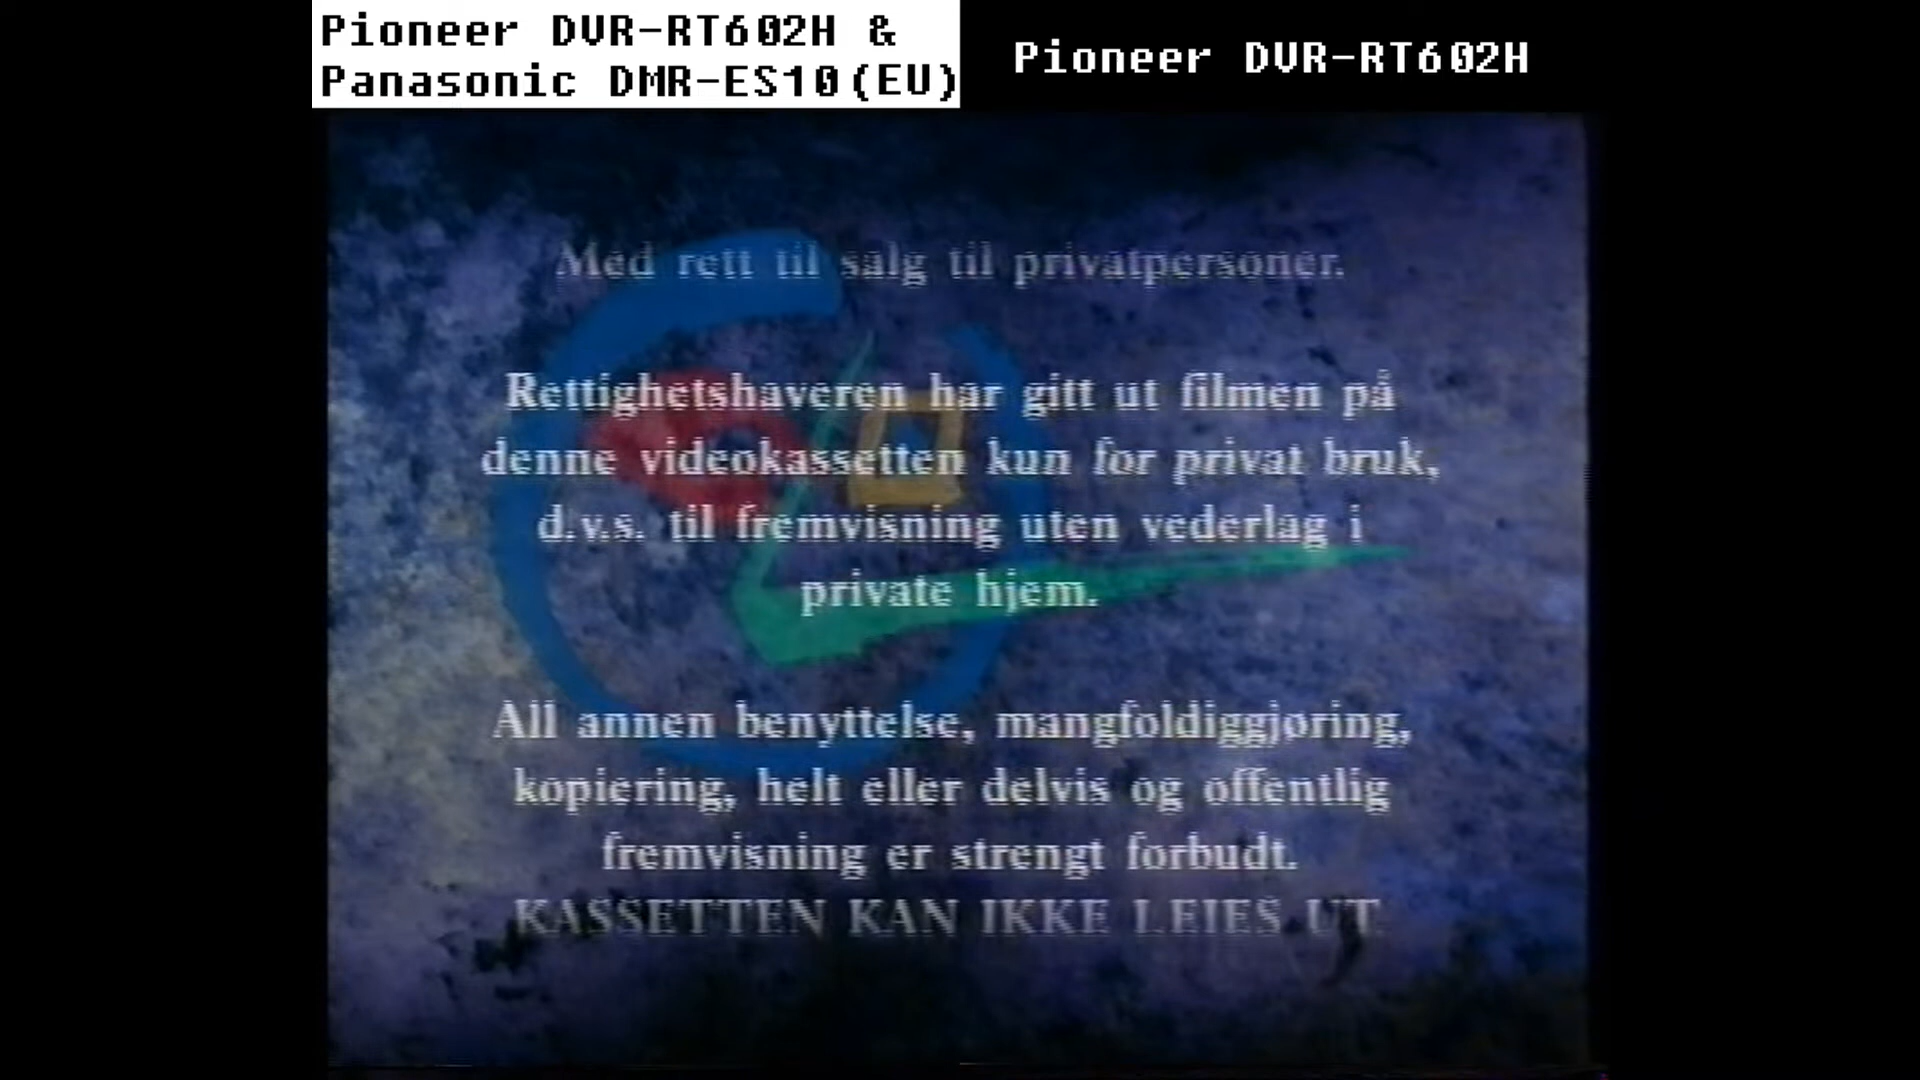 Pioneer DVR-RT602H &
Panasonic DMR-ES10(EU)
Pioneer DVR-RT602H
Med rett til salg til privatpersoner.
Rettighetshaveren har gitt ut filmen på
denne videokassetten kun for privat bruk,
d.v.s. til fremvisning uten vederlag i
private hjem.
All annen benyttelse, mangfoldiggjøring,
kopiering, helt eller delvis og offentlig
fremvisning er strengt forbudt.
KASSETTEN KAN IKKE LEIES UT.